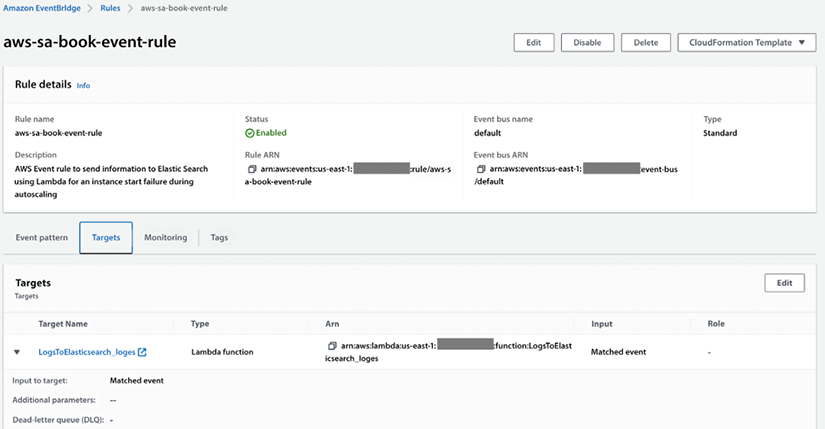 Amazon EventBridge > Rules > aws-sa-book-event-rule
aws-sa-book-event-rule
Edit Disable Delete CloudFormation Template ▼
Rule details Info
Rule name Status Event bus name Type
aws-sa-book-event-rule Enabled default Standard
Description Rule ARN Event bus ARN
AWS Event rule to send information to Elastic Search arn:aws:events:us-east-1: :rule/aws-s arn:aws:events:us-east-1: :event-bus
using Lambda for an instance start failure during a-book-event-rule /default
autoscaling
Event pattern Targets Monitoring Tags
Targets Edit
Targets
Target Name Type Arn Input Role
▼ LogsToElasticsearch_loges Lambda function arn:aws:lambda:us-east-1: :function:LogsToElast Matched event -
icsearch_loges
Input to target: Matched event
Additional parameters: --
Dead-letter queue (DLQ): -